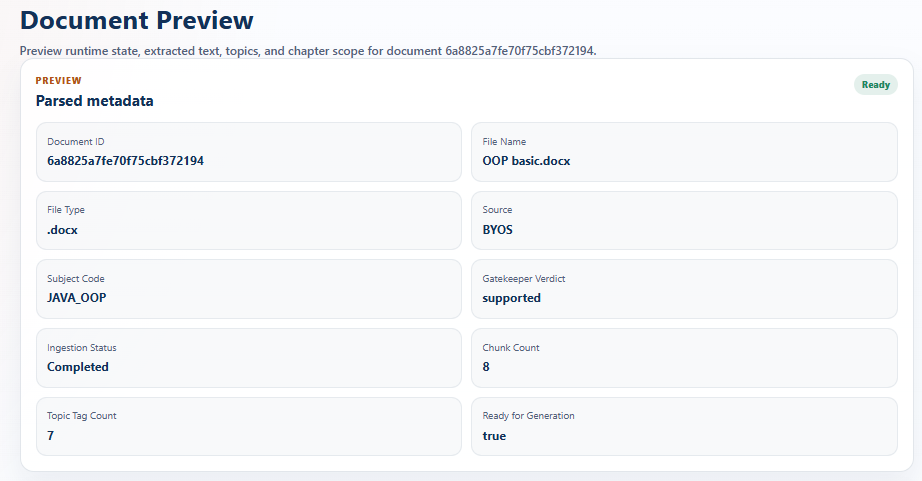 Document Preview
Preview runtime state, extracted text, topics, and chapter scope for document 6a8825a7fe70f75cbf372194.
PREVIEW
Ready
Parsed metadata
Document ID
6a8825a7fe70f75cbf372194
File Name
OOP basic.docx
File Type
.docx
Source
BYOS
Subject Code
JAVA_OOP
Gatekeeper Verdict
supported
Ingestion Status
Completed
Chunk Count
8
Topic Tag Count
7
Ready for Generation
true